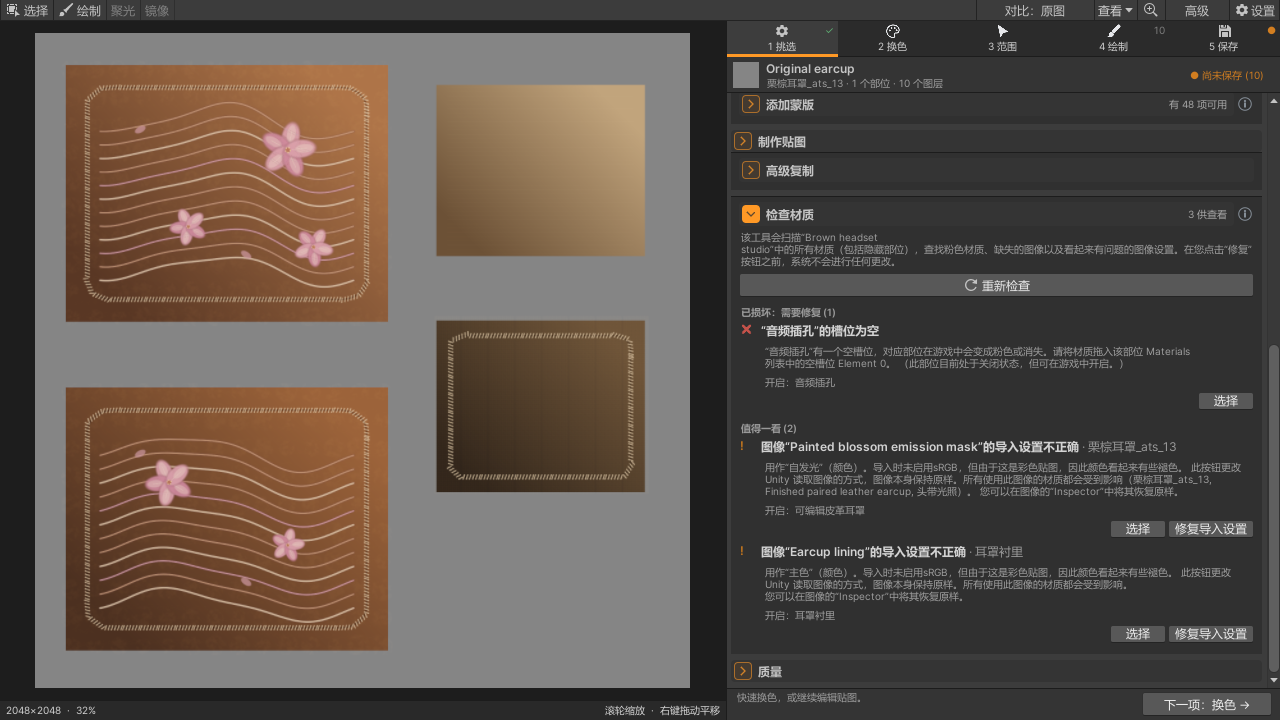 选择 绘制 聚光 镜像
对比：原图 查看 高级 设置
1 挑选 2 换色 3 范围 4 绘制 10 5 保存
Original earcup
栗棕耳罩_ats_13 · 1 个部位 · 10 个图层
尚未保存 (10)
添加蒙版 有 48 项可用
制作贴图
高级复制
检查材质 3 供查看
该工具会扫描“Brown headset
studio”中的所有材质（包括隐藏部位），查找粉色材质、缺失的图像以及看起来有问题的图像设置。在您点击“修复”
按钮之前，系统不会进行任何更改。
重新检查
已损坏：需要修复 (1)
“音频插孔”的槽位为空
“音频插孔”有一个空槽位，对应部位在游戏中会变成粉色或消失。请将材质拖入该部位 Materials
列表中的空槽位 Element 0。 （此部位目前处于关闭状态，但可在游戏中开启。）
开启：音频插孔
选择
值得一看 (2)
! 图像“Painted blossom emission mask”的导入设置不正确 · 栗棕耳罩_ats_13
用作“自发光”（颜色）。导入时未启用sRGB，但由于这是彩色贴图，因此颜色看起来有些褪色。 此按钮更改
Unity 读取图像的方式，图像本身保持原样。所有使用此图像的材质都会受到影响（栗棕耳罩_ats_13,
Finished paired leather earcup, 头带光照）。 您可以在图像的“Inspector”中将其恢复原样。
开启：可编辑皮革耳罩
选择 修复导入设置
! 图像“Earcup lining”的导入设置不正确 · 耳罩衬里
用作“主色”（颜色）。导入时未启用sRGB，但由于这是彩色贴图，因此颜色看起来有些褪色。 此按钮更改
Unity 读取图像的方式，图像本身保持原样。所有使用此图像的材质都会受到影响。
您可以在图像的“Inspector”中将其恢复原样。
开启：耳罩衬里
选择 修复导入设置
质量
快速换色，或继续编辑贴图。
下一项：换色 →
2048×2048 · 32%
滚轮缩放 · 右键拖动平移